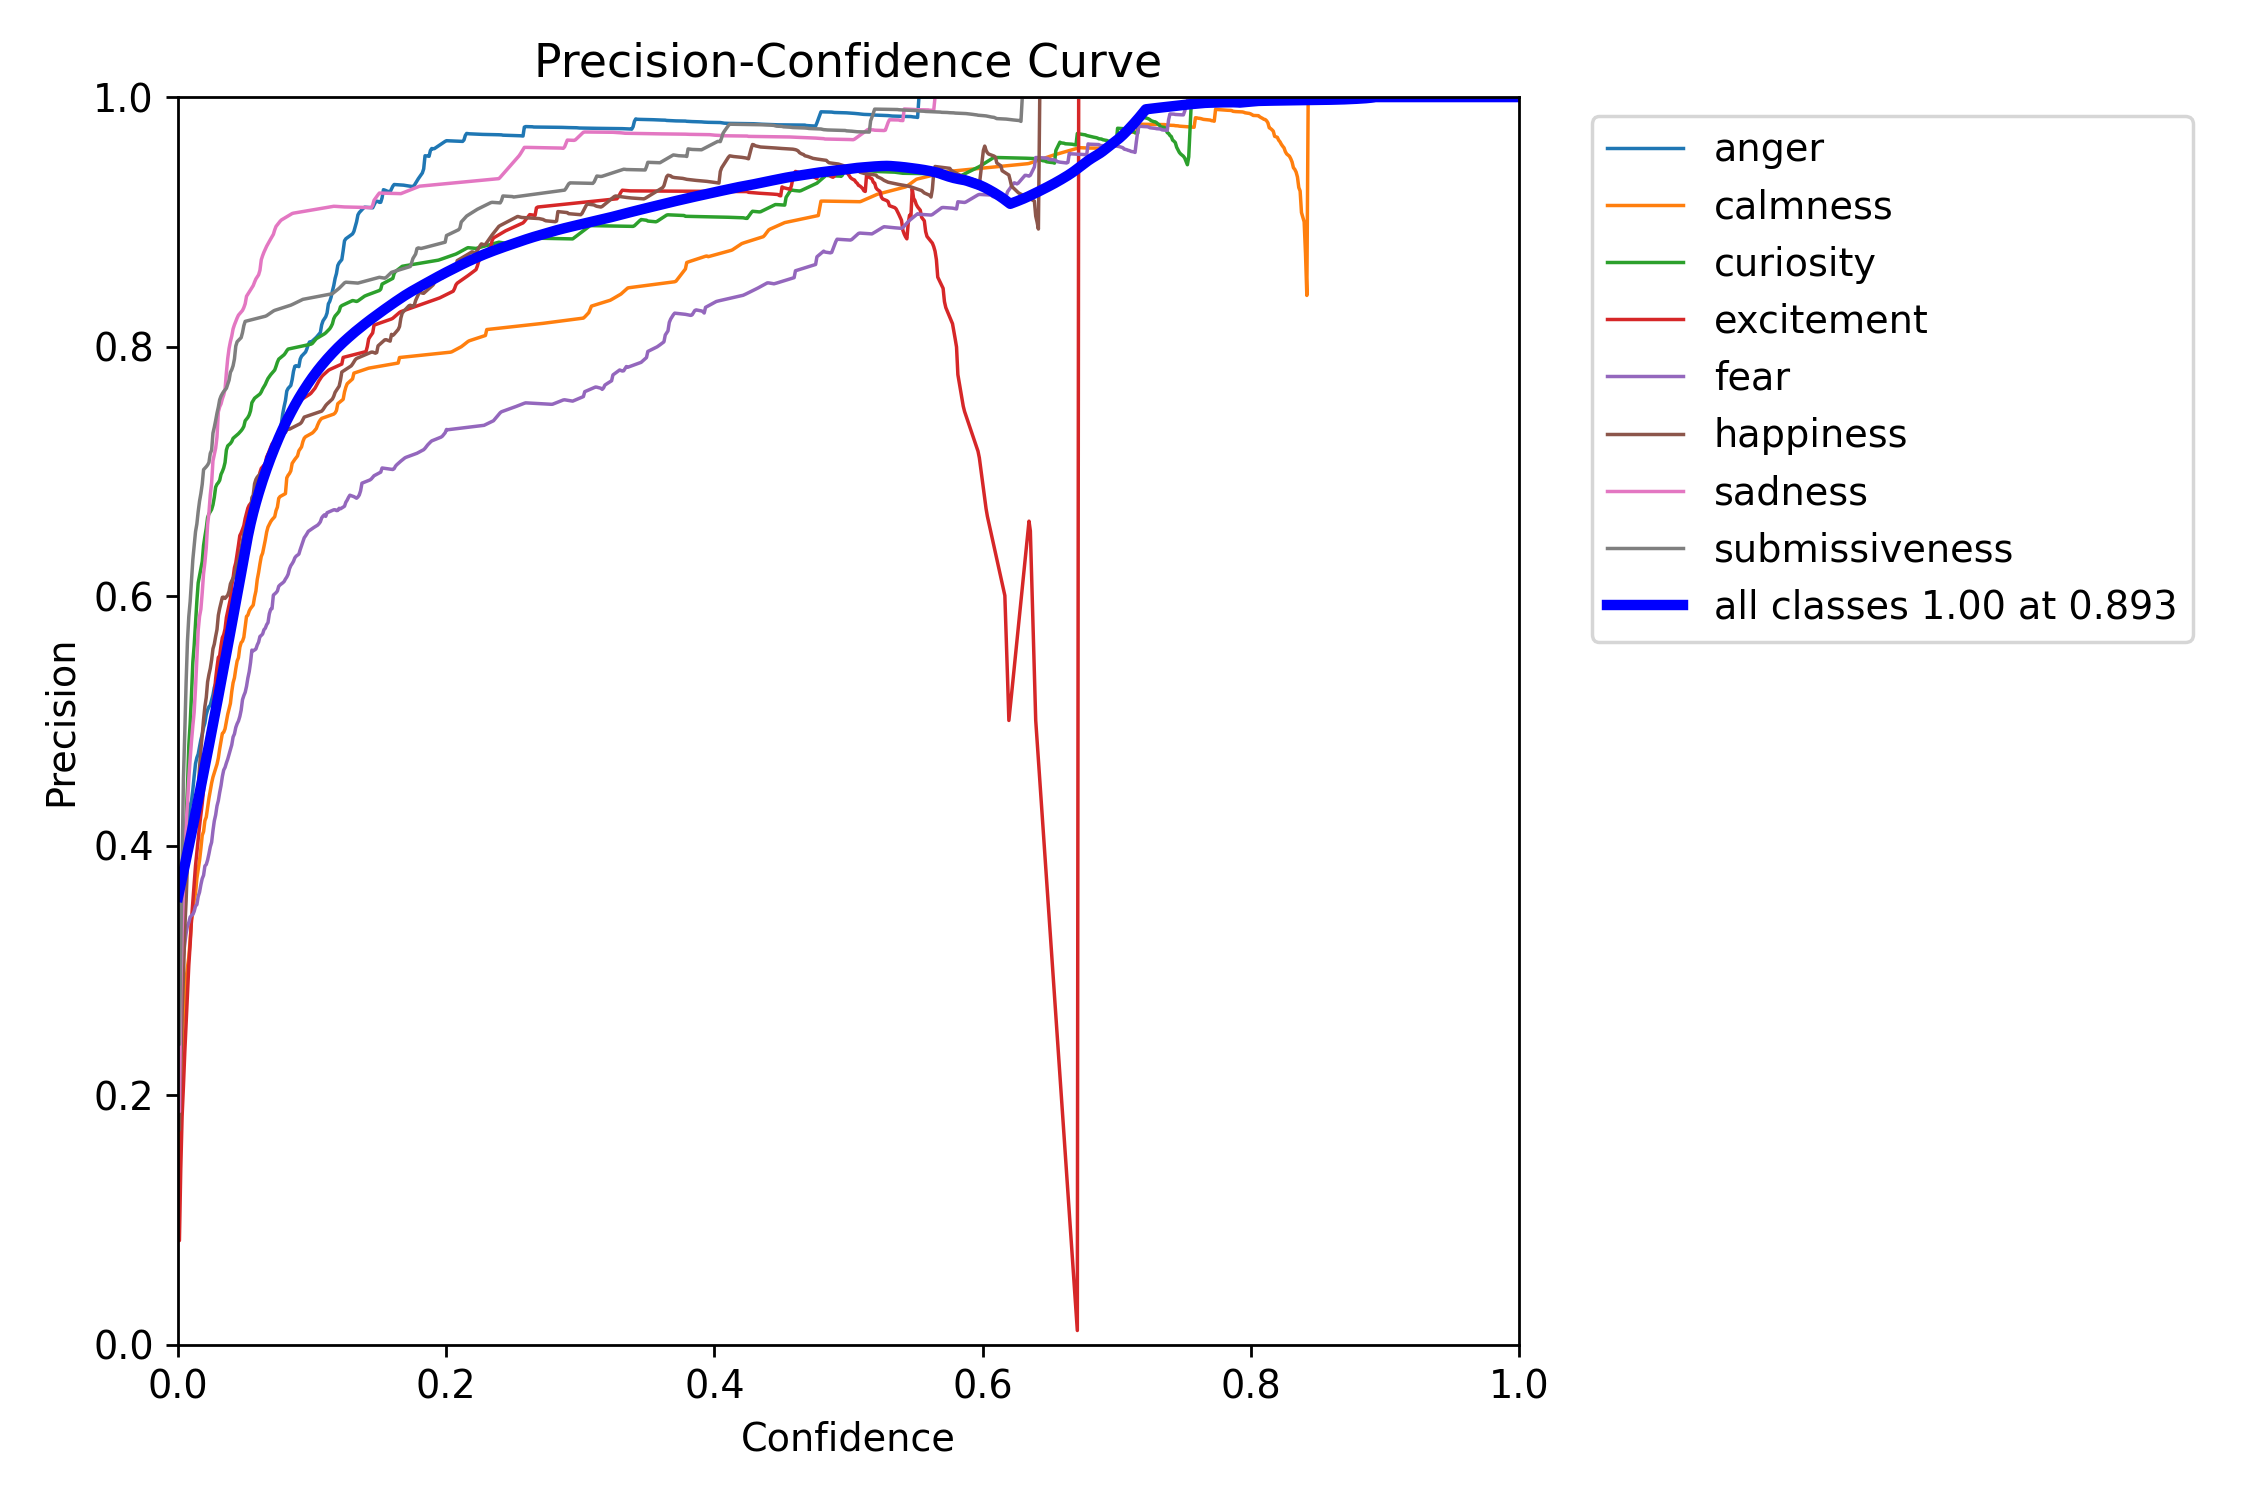 Precision-Confidence Curve
1.0
0.8
0.6
0.4
0.2
0.0
Precision
0.0 0.2 0.4 0.6 0.8 1.0
Confidence
anger
calmness
curiosity
excitement
fear
happiness
sadness
submissiveness
all classes 1.00 at 0.893